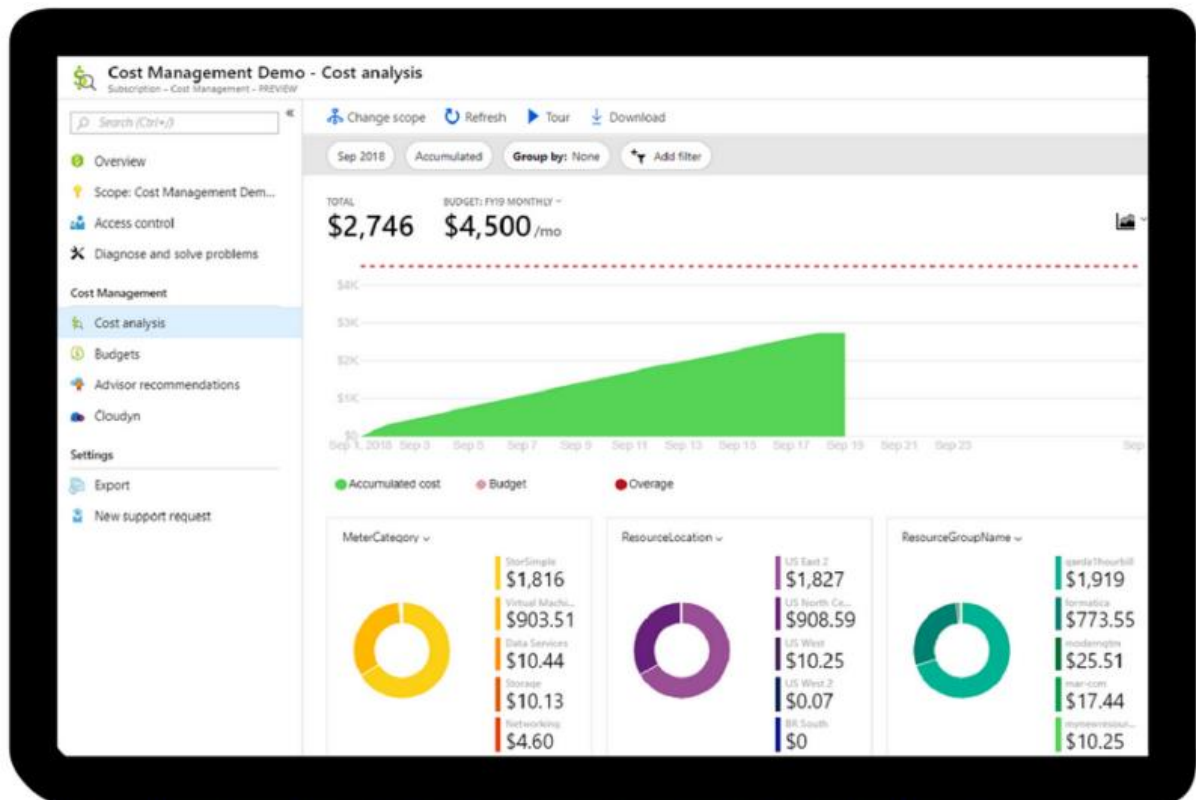 Cost Management Demo - Cost analysis
Subscription - Cost Management - PREVIEW
Search (Ctrl+/)
Overview
Scope: Cost Management Dem...
Access control
Diagnose and solve problems
Cost Management
Cost analysis
Budgets
Advisor recommendations
Cloudyn
Settings
Export
New support request
Change scope Refresh Tour Download
Sep 2018 Accumulated Group by: None Add filter
TOTAL BUDGET: FY19 MONTHLY
$2,746 $4,500 /mo
$4K
$3K
$2K
$1K
$0
Sep 1, 2018 Sep 3 Sep 5 Sep 7 Sep 9 Sep 11 Sep 13 Sep 15 Sep 17 Sep 19 Sep 21 Sep 23 Sep
Accumulated cost Budget Overage
MeterCategory
StorSimple
$1,816
Virtual Machi...
$903.51
Data Services
$10.44
Storage
$10.13
Networking
$4.60
ResourceLocation
US East 2
$1,827
US North Ce...
$908.59
US West
$10.25
US West 2
$0.07
BR South
$0
ResourceGroupName
$1,919
formatica
$773.55
$25.51
mar-com
$17.44
$10.25